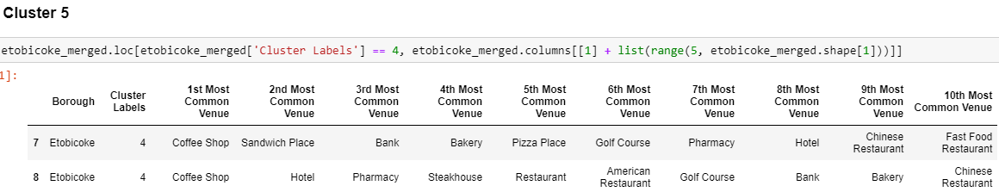 Cluster 5
etobicoke_merged.loc[etobicoke_merged['Cluster Labels'] == 4, etobicoke_merged.columns[[1] + list(range(5, etobicoke_merged.shape[1]))]]
1]:
Borough Cluster Labels 1st Most Common Venue 2nd Most Common Venue 3rd Most Common Venue 4th Most Common Venue 5th Most Common Venue 6th Most Common Venue 7th Most Common Venue 8th Most Common Venue 9th Most Common Venue 10th Most Common Venue
7 Etobicoke 4 Coffee Shop Sandwich Place Bank Bakery Pizza Place Golf Course Pharmacy Hotel Chinese Restaurant Fast Food Restaurant
8 Etobicoke 4 Coffee Shop Hotel Pharmacy Steakhouse Restaurant American Restaurant Golf Course Bank Bakery Chinese Restaurant